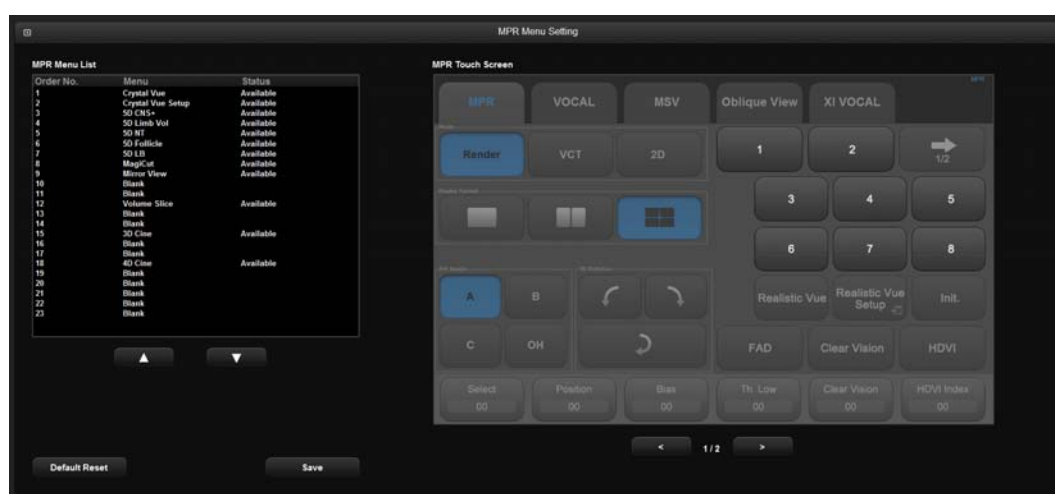 MPR Menu Setting
MPR Menu List
Order No. Menu Status
1 Crystal Vue Available
2 Crystal Vue Setup Available
3 5D CNS+ Available
4 5D Limb Vol Available
5 5D NT Available
6 5D Follicle Available
7 5D LB Available
8 MagiCut Available
9 Mirror View Available
10 Blank
11 Blank
12 Volume Slice Available
13 Blank
14 Blank
15 3D Cine Available
16 Blank
17 Blank
18 4D Cine Available
19 Blank
20 Blank
21 Blank
22 Blank
23 Blank
Default Reset Save
MPR Touch Screen
MPR
MPR VOCAL MSV Oblique View XI VOCAL
Render VCT 2D 1 2 1/2
3 4 5
6 7 8
A B Realistic Vue Realistic Vue Setup Init.
C OH FAD Clear Vision HDVI
Select Position Bias Th. Low Clear Vision HDVI Index
00 00 00 00 00 00
< 1 / 2 >